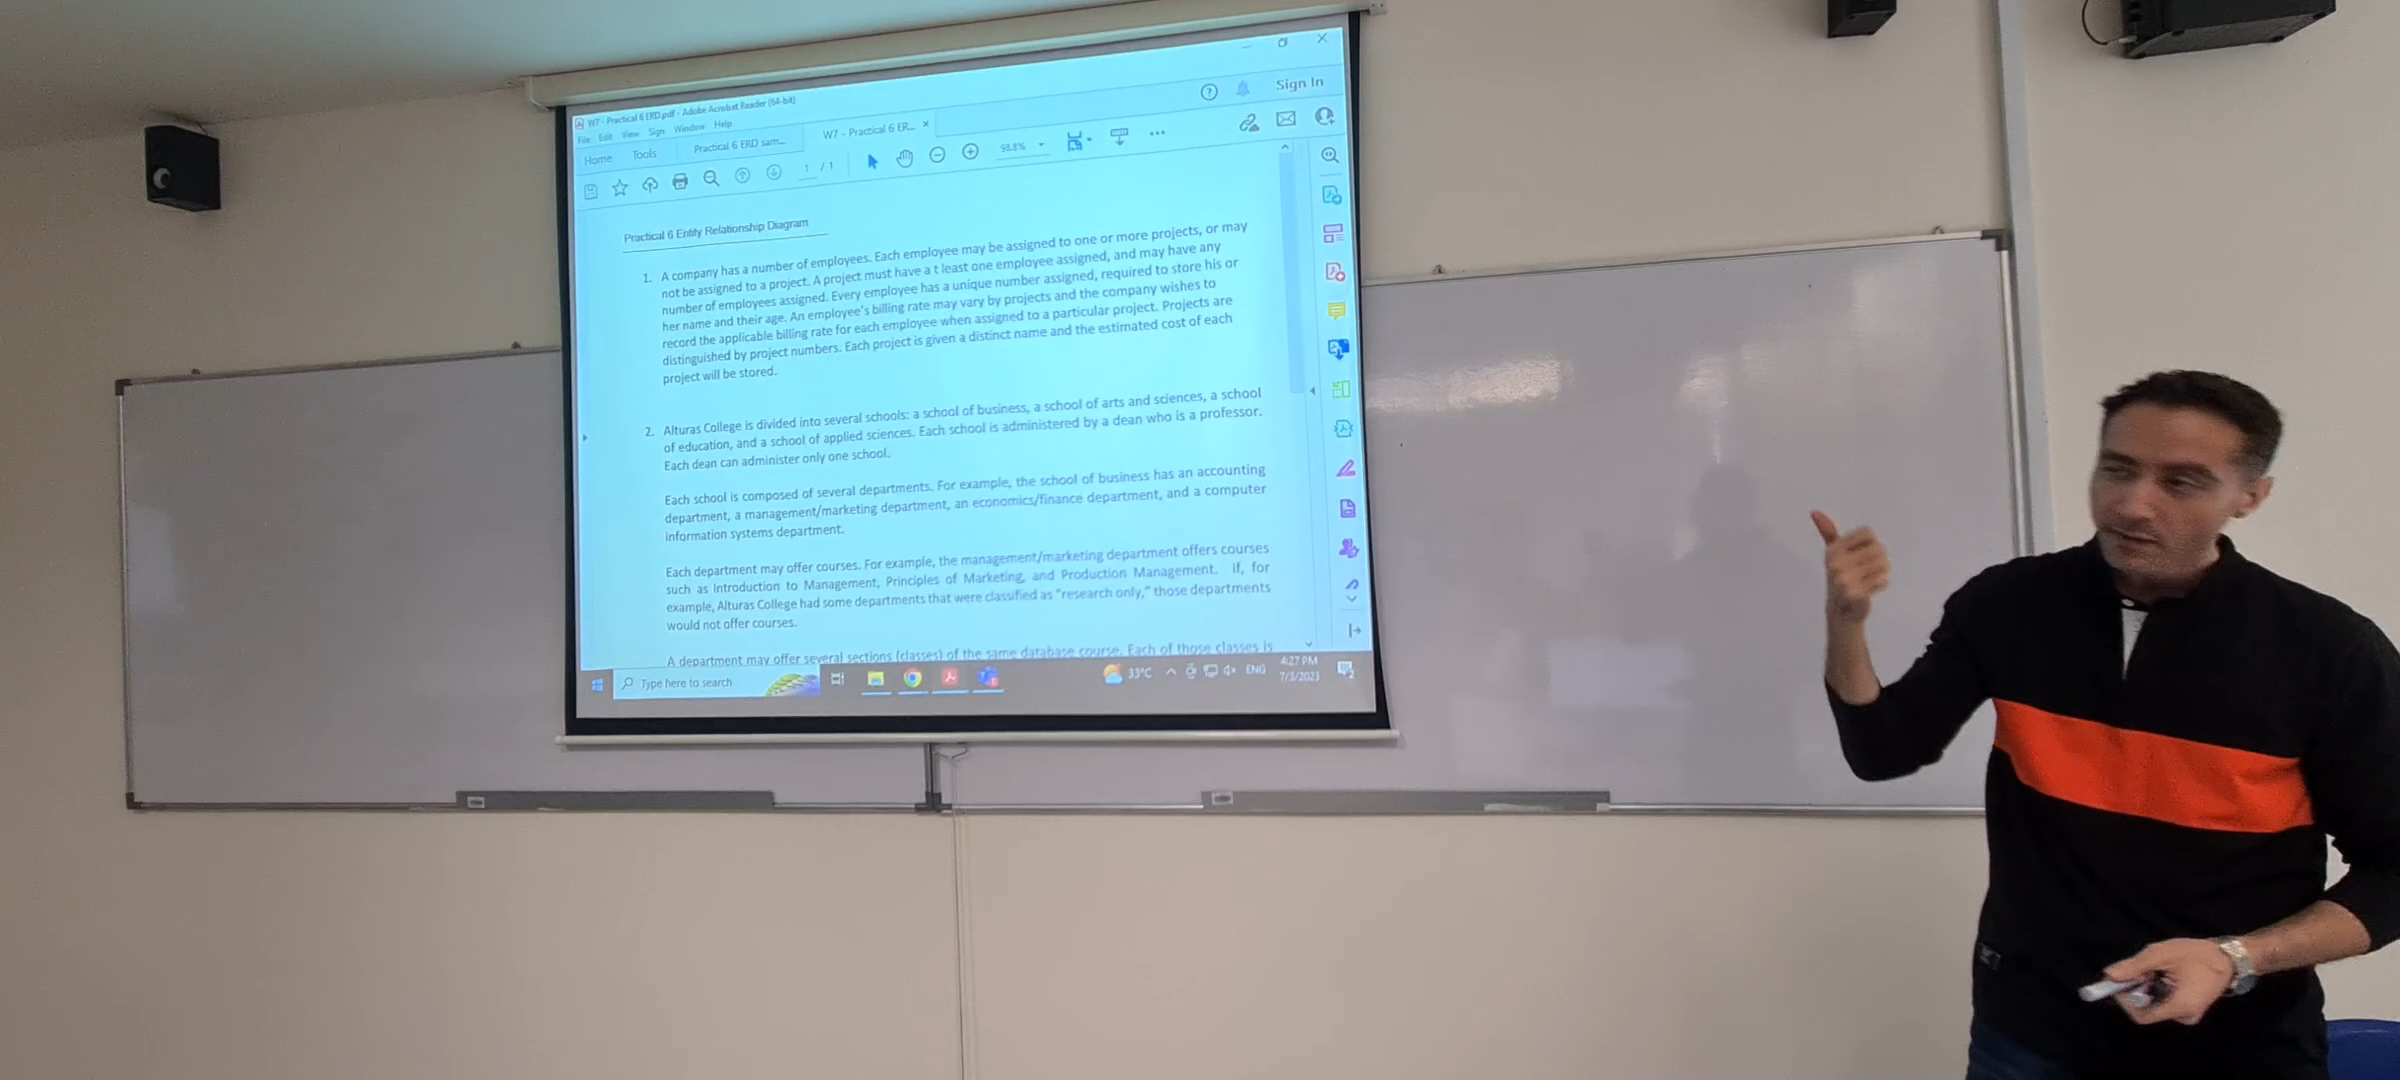 W7 - Practical 6 ERD.pdf - Adobe Acrobat Reader (64-bit)
File Edit View Sign Window Help
Home Tools Practical 6 ERD sam... W7 - Practical 6 ER... × Sign In
1 / 1 98.8%
Practical 6 Entity Relationship Diagram
1. A company has a number of employees. Each employee may be assigned to one or more projects, or may
not be assigned to a project. A project must have a t least one employee assigned, and may have any
number of employees assigned. Every employee has a unique number assigned, required to store his or
her name and their age. An employee's billing rate may vary by projects and the company wishes to
record the applicable billing rate for each employee when assigned to a particular project. Projects are
distinguished by project numbers. Each project is given a distinct name and the estimated cost of each
project will be stored.
2. Alturas College is divided into several schools: a school of business, a school of arts and sciences, a school
of education, and a school of applied sciences. Each school is administered by a dean who is a professor.
Each dean can administer only one school.
Each school is composed of several departments. For example, the school of business has an accounting
department, a management/marketing department, an economics/finance department, and a computer
information systems department.
Each department may offer courses. For example, the management/marketing department offers courses
such as Introduction to Management, Principles of Marketing, and Production Management. If, for
example, Alturas College had some departments that were classified as "research only," those departments
would not offer courses.
A department may offer several sections (classes) of the same database course. Each of those classes is
Type here to search 33°C ENG 4:27 PM
7/3/2023